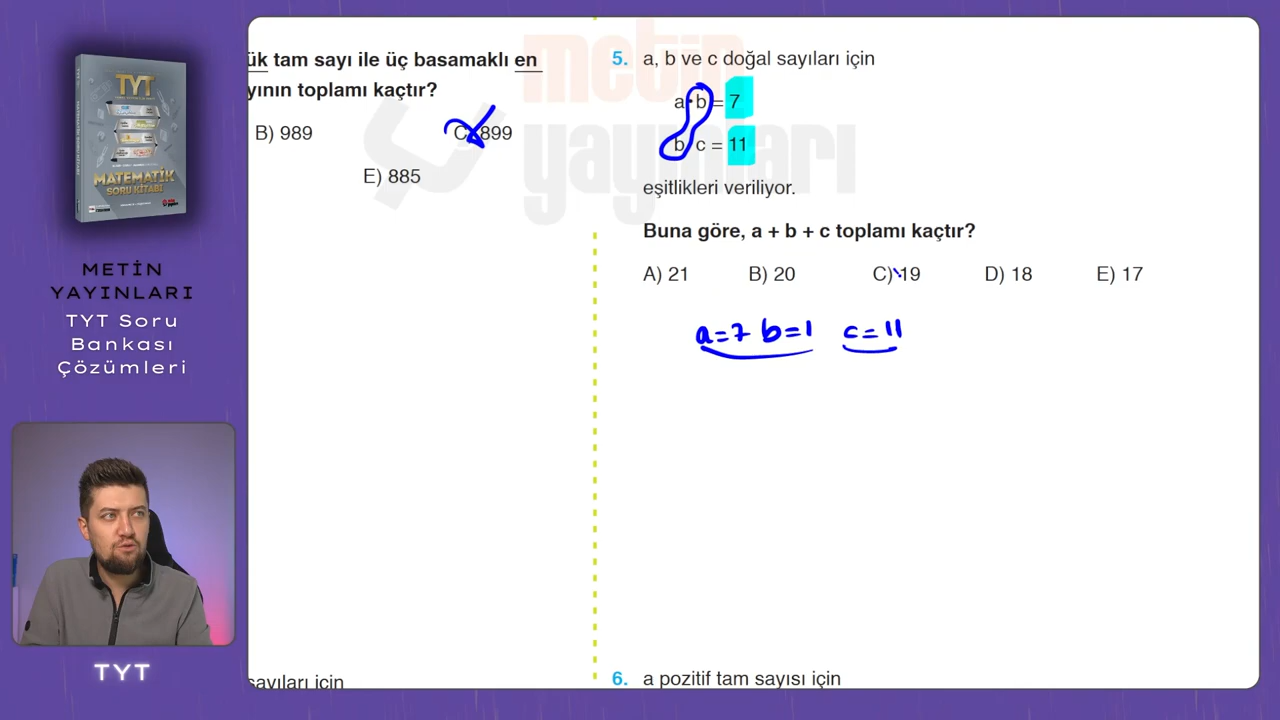 TYT
MATEMATİK
SORU KİTABI
METİN
YAYINLARI
TYT Soru
Bankası
Çözümleri
TYT
ük tam sayı ile üç basamaklı en
yının toplamı kaçtır?
B) 989
C) 899
E) 885
sayıları için
metin
yayınları
5. a, b ve c doğal sayıları için
a·b = 7
b·c = 11
eşitlikleri veriliyor.
Buna göre, a + b + c toplamı kaçtır?
A) 21 B) 20 C) 19 D) 18 E) 17
a=7 b=1 c=11
6. a pozitif tam sayısı için